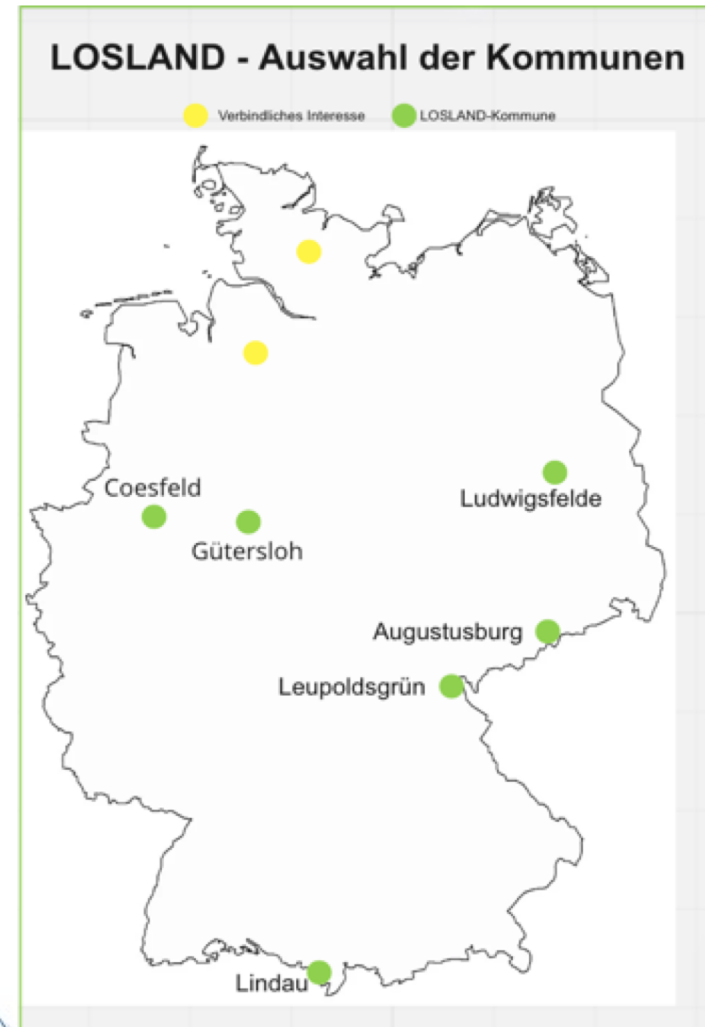 LOSLAND - Auswahl der Kommunen
Verbindliches Interesse
LOSLAND-Kommune
Coesfeld
Ludwigsfelde
Gütersloh
Augustusburg
Leupoldsgrün
Lindau